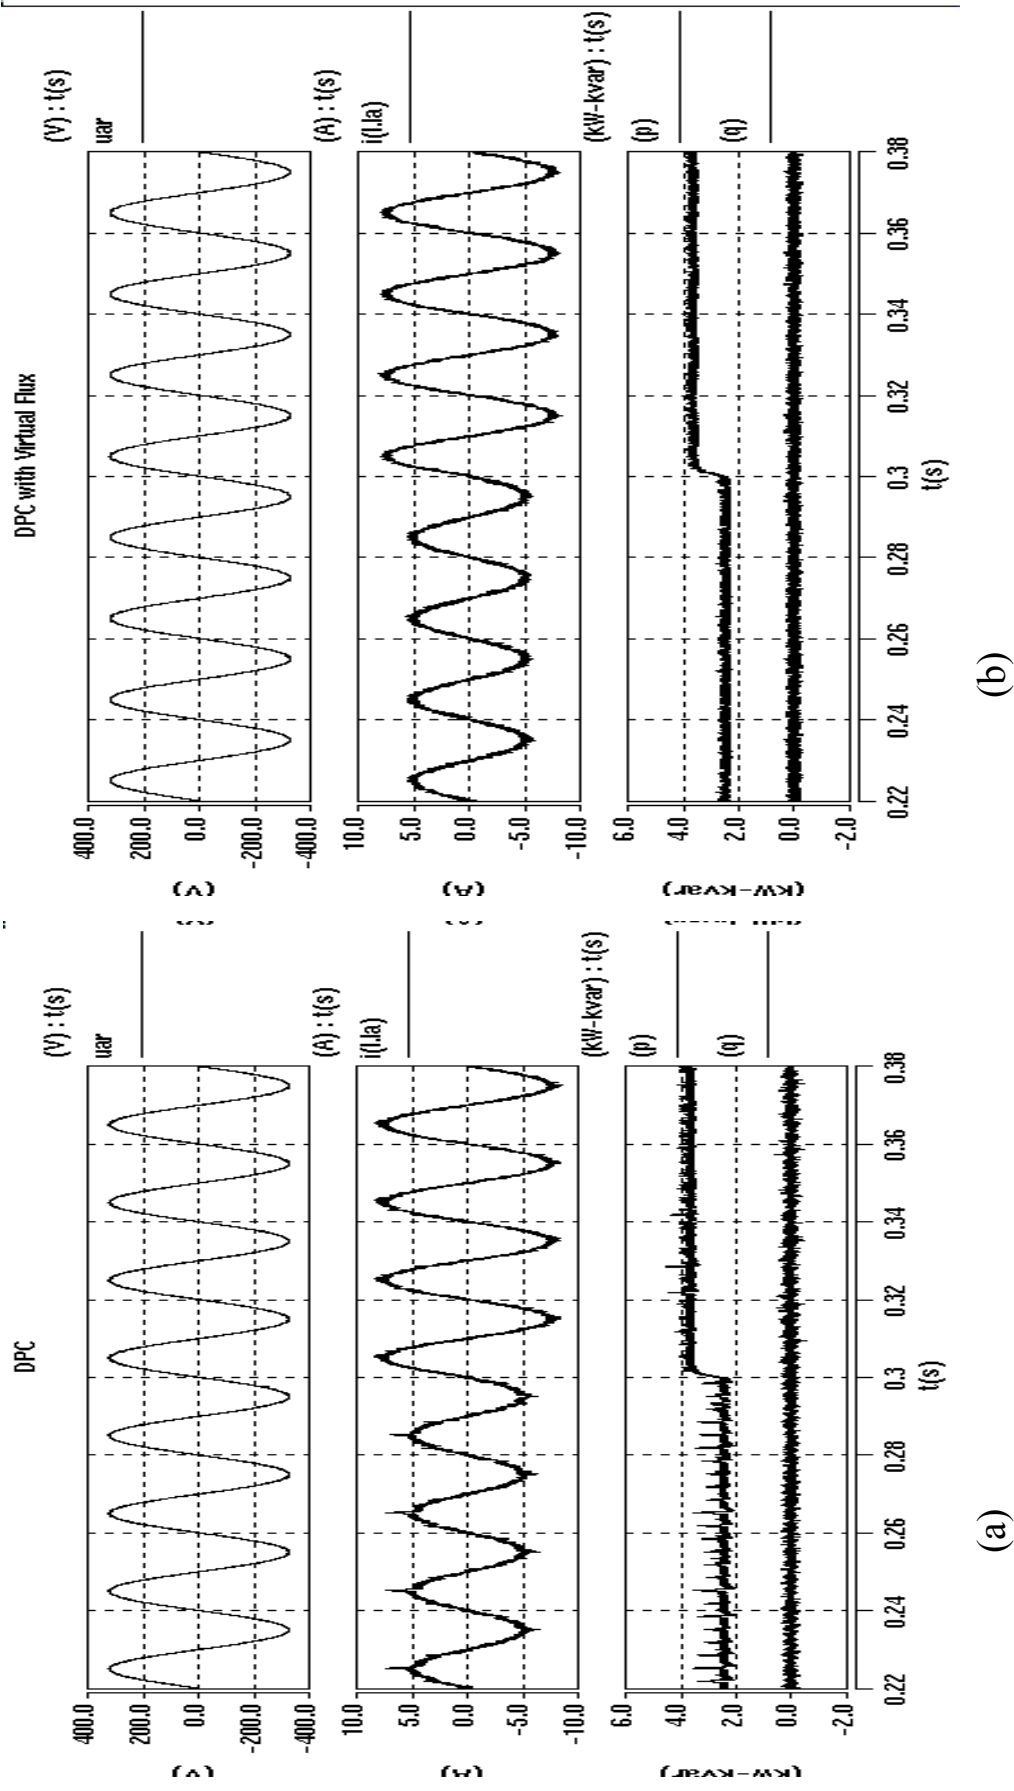 DPC
(V) : t(s)
uar
400.0
200.0
0.0
-200.0
-400.0
(V)
(A) : t(s)
i(l.la)
10.0
5.0
0.0
-5.0
-10.0
(A)
(kW-kvar) : t(s)
(p)
(q)
6.0
4.0
2.0
0.0
-2.0
(kW-kvar)
0.22
0.24
0.26
0.28
0.3
0.32
0.34
0.36
0.38
t(s)
(a)
DPC with Virtual Flux
(V) : t(s)
uar
400.0
200.0
0.0
-200.0
-400.0
(V)
(A) : t(s)
i(l.la)
10.0
5.0
0.0
-5.0
-10.0
(A)
(kW-kvar) : t(s)
(p)
(q)
6.0
4.0
2.0
0.0
-2.0
(kW-kvar)
0.22
0.24
0.26
0.28
0.3
0.32
0.34
0.36
0.38
t(s)
(b)